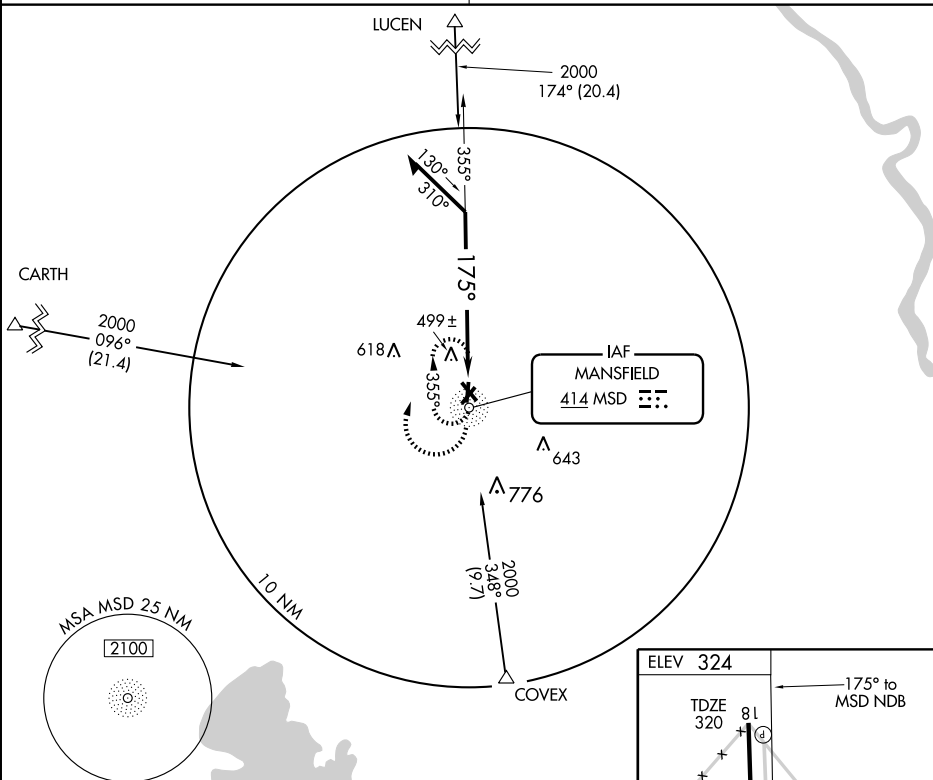 LUCEN
2000
174° (20.4)
355°
130°
310°
175°
CARTH
2000
096°
(21.4)
499±
618
355°
IAF
MANSFIELD
414 MSD
643
776
2000
348°
(9.7)
10 NM
COVEX
MSA MSD 25 NM
2100
ELEV 324
TDZE
320
18
P
175° to
MSD NDB